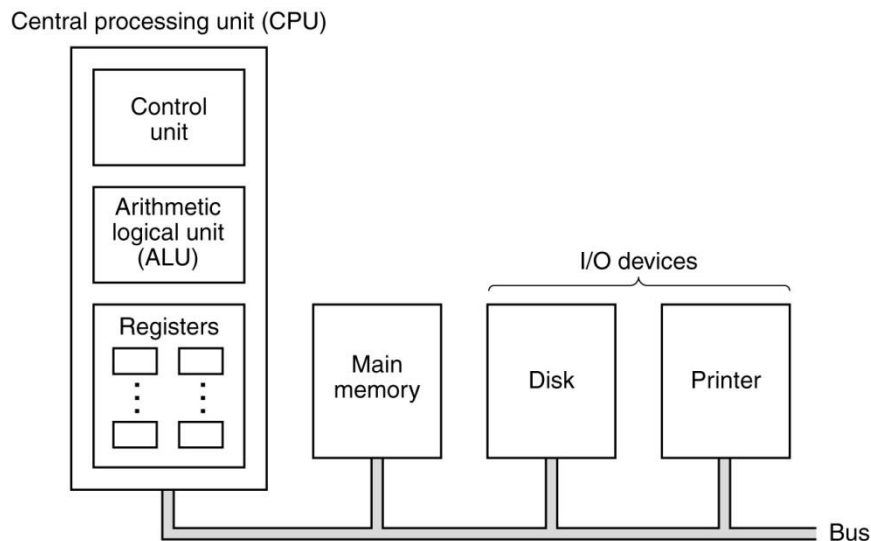 Central processing unit (CPU)
Control
unit
Arithmetic
logical unit
(ALU)
Registers
I/O devices
Main
memory
Disk
Printer
Bus